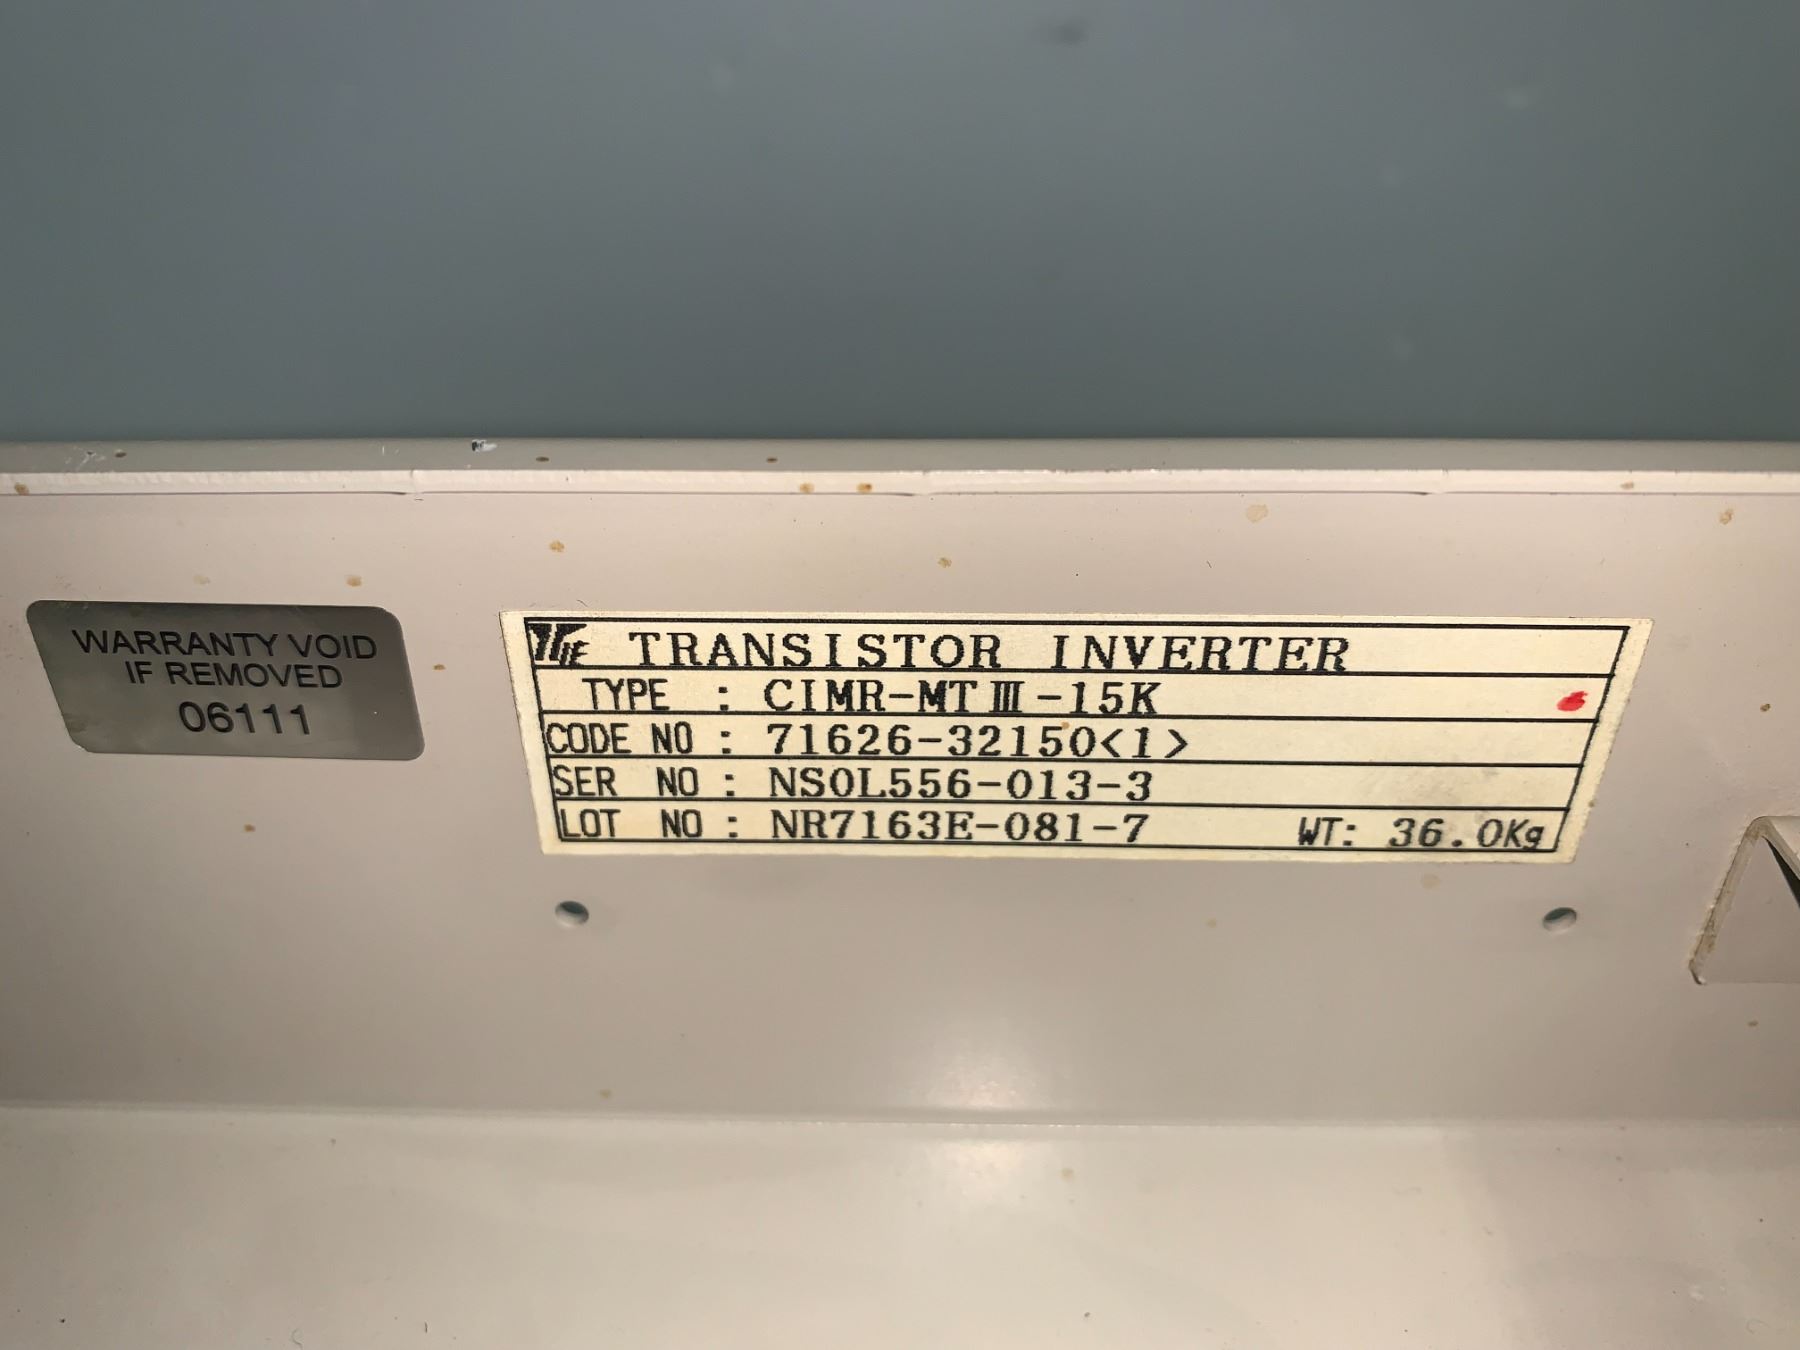 WARRANTY VOID
IF REMOVED
06111
TRANSISTOR INVERTER
TYPE : CIMR-MTⅢ-15K
CODE NO : 71626-32150<1>
SER NO : NS0L556-013-3
LOT NO : NR7163E-081-7 WT: 36.0Kg